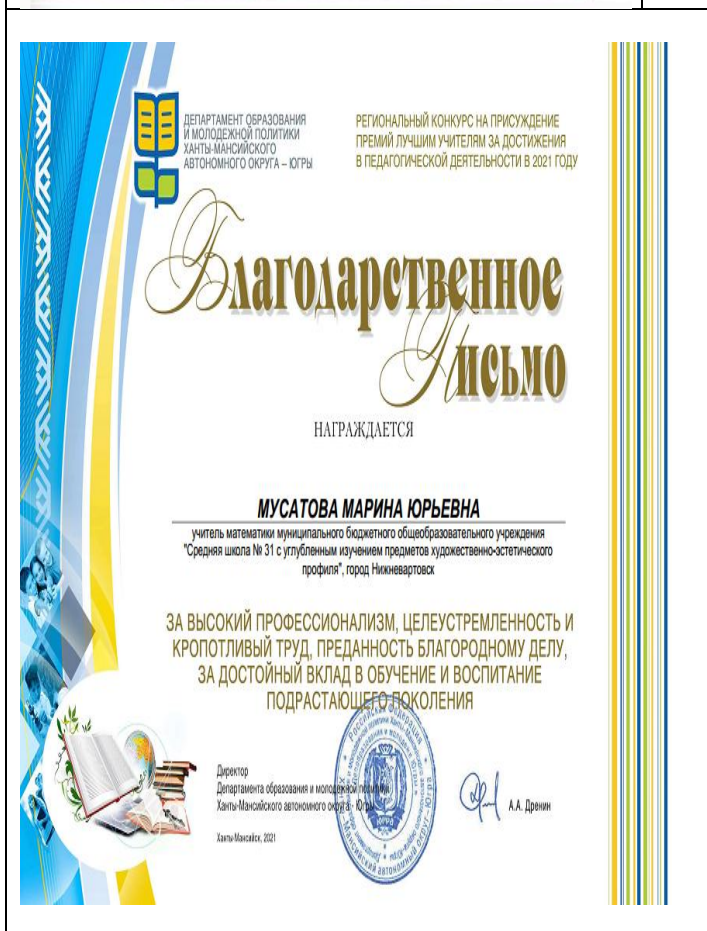 ДЕПАРТАМЕНТ ОБРАЗОВАНИЯ
И МОЛОДЕЖНОЙ ПОЛИТИКИ
ХАНТЫ-МАНСИЙСКОГО
АВТОНОМНОГО ОКРУГА – ЮГРЫ
РЕГИОНАЛЬНЫЙ КОНКУРС НА ПРИСУЖДЕНИЕ
ПРЕМИЙ ЛУЧШИМ УЧИТЕЛЯМ ЗА ДОСТИЖЕНИЯ
В ПЕДАГОГИЧЕСКОЙ ДЕЯТЕЛЬНОСТИ В 2021 ГОДУ
Благодарственное
Письмо
НАГРАЖДАЕТСЯ
МУСАТОВА МАРИНА ЮРЬЕВНА
учитель математики муниципального бюджетного общеобразовательного учреждения
"Средняя школа № 31 с углубленным изучением предметов художественно-эстетического
профиля", город Нижневартовск
ЗА ВЫСОКИЙ ПРОФЕССИОНАЛИЗМ, ЦЕЛЕУСТРЕМЛЕННОСТЬ И
КРОПОТЛИВЫЙ ТРУД, ПРЕДАННОСТЬ БЛАГОРОДНОМУ ДЕЛУ,
ЗА ДОСТОЙНЫЙ ВКЛАД В ОБУЧЕНИЕ И ВОСПИТАНИЕ
ПОДРАСТАЮЩЕГО ПОКОЛЕНИЯ
Директор
Департамента образования и молодежной политики
Ханты-Мансийского автономного округа - Югры
А.А. Дренин
Ханты-Мансийск, 2021
Российская Федерация
ЮГРА